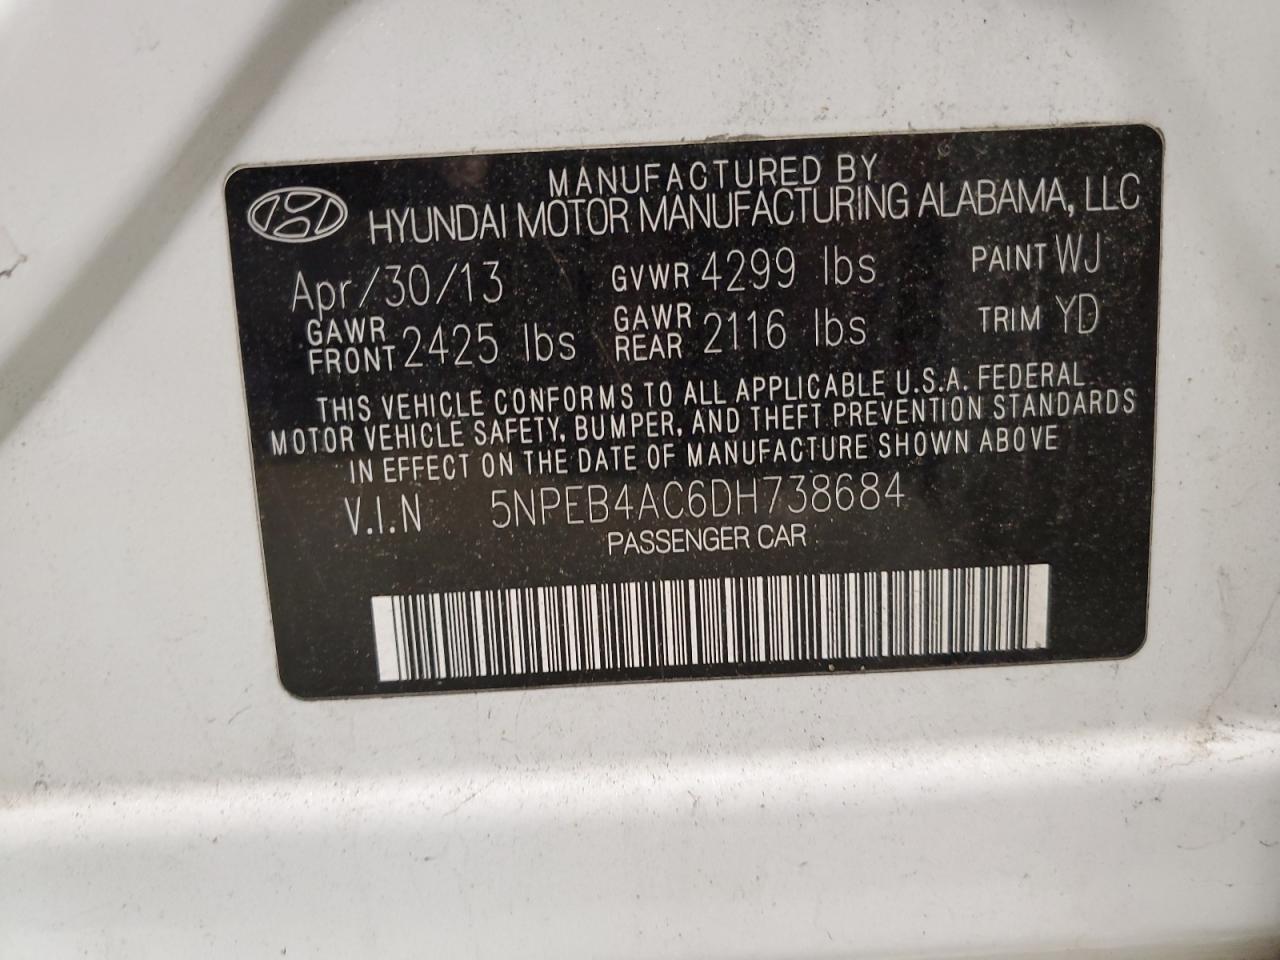 MANUFACTURED BY
HYUNDAI MOTOR MANUFACTURING ALABAMA, LLC
Apr/30/13 GVWR 4299 lbs PAINT WJ
GAWR FRONT 2425 lbs GAWR REAR 2116 lbs TRIM YD
THIS VEHICLE CONFORMS TO ALL APPLICABLE U.S.A. FEDERAL
MOTOR VEHICLE SAFETY, BUMPER, AND THEFT PREVENTION STANDARDS
IN EFFECT ON THE DATE OF MANUFACTURE SHOWN ABOVE
V.I.N 5NPEB4AC6DH738684
PASSENGER CAR